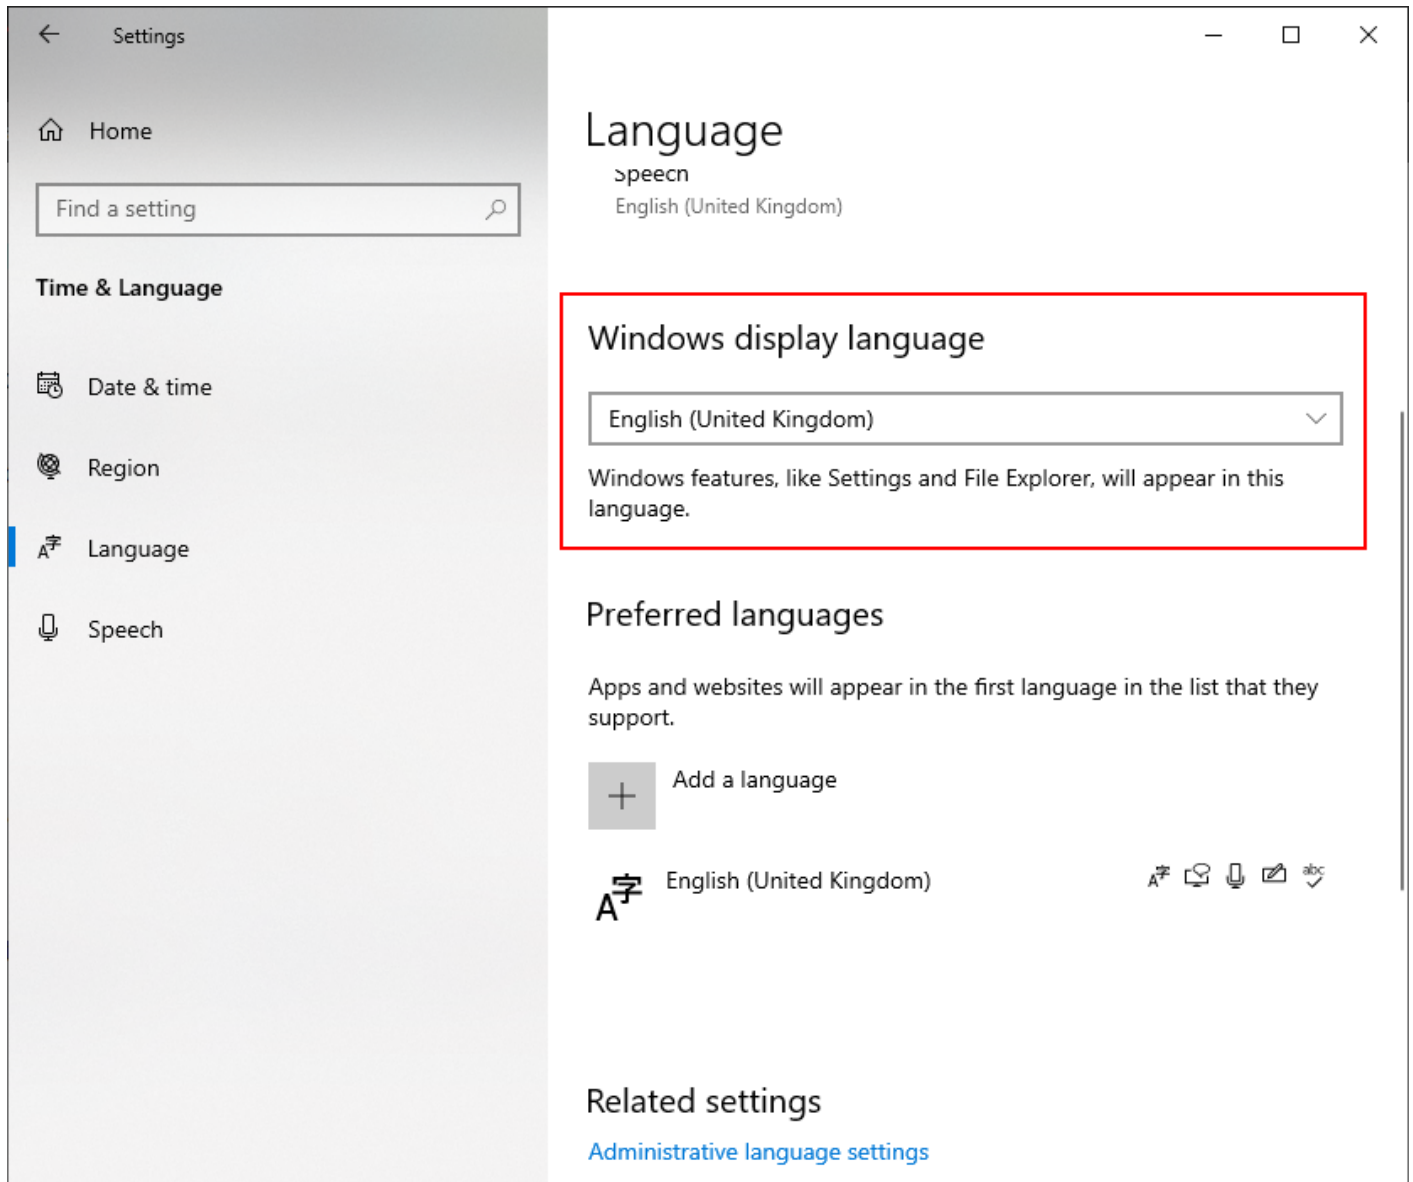 Settings
Home
Find a setting
Time & Language
Date & time
Region
Language
Speech
Language
Speech
English (United Kingdom)
Windows display language
English (United Kingdom)
Windows features, like Settings and File Explorer, will appear in this
language.
Preferred languages
Apps and websites will appear in the first language in the list that they
support.
Add a language
English (United Kingdom)
Related settings
Administrative language settings